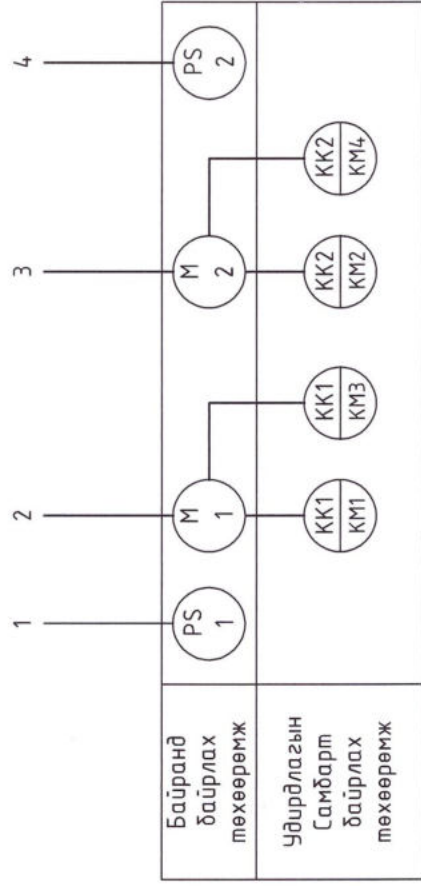 1
2
3
4
PS
1
M
1
M
2
PS
2
Байранд
байрлах
төхөөрөмж
KK1
KM1
KK1
KM3
KK2
KM2
KK2
KM4
Удирдлагын
Самбарт
байрлах
төхөөрөмж